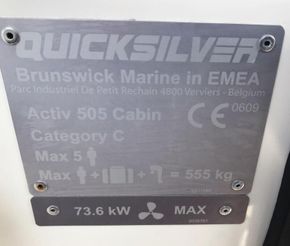 QUICKSILVER
Brunswick Marine in EMEA
Parc Industriel De Petit Rechain 4800 Verviers - Belgium
Activ 505 Cabin
CE 0609
Category C
Max 5
Max + + = 555 kg
73.6 kW MAX